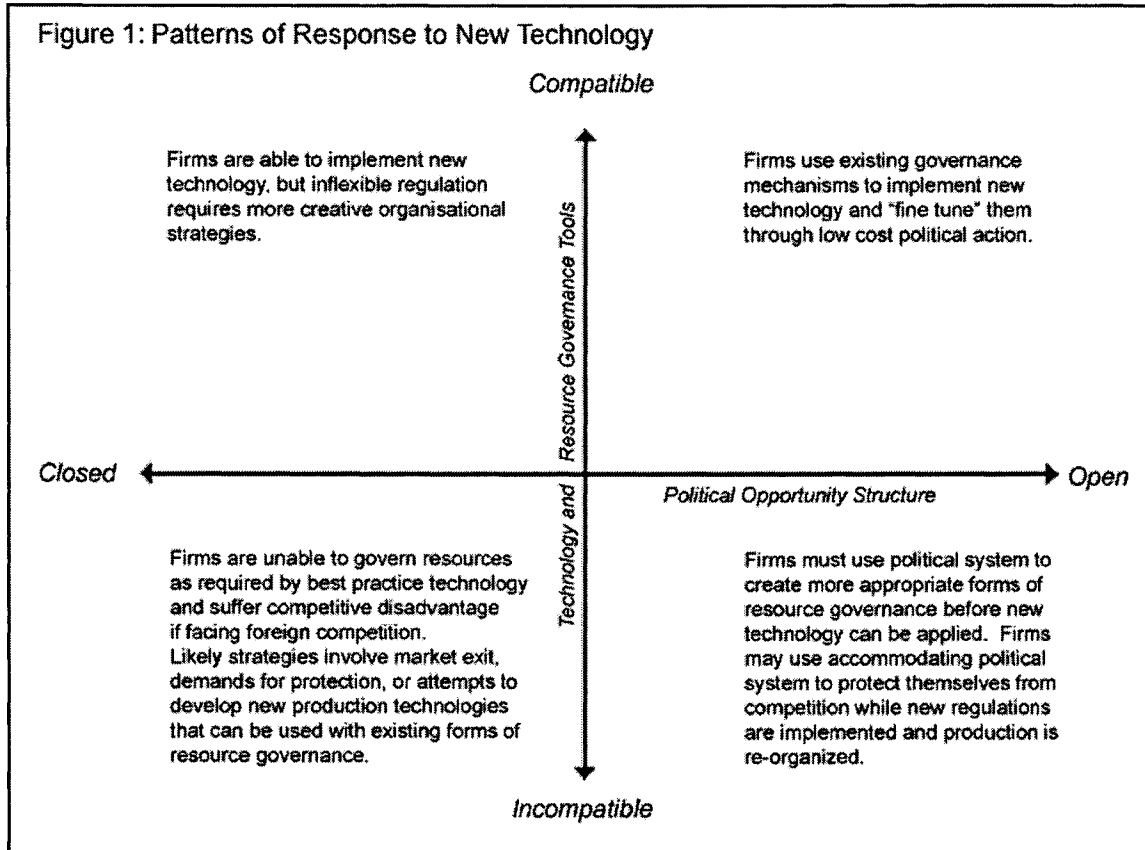 Figure 1: Patterns of Response to New Technology
Compatible
Firms are able to implement new
technology, but inflexible regulation
requires more creative organisational
strategies.
Firms use existing governance
mechanisms to implement new
technology and "fine tune" them
through low cost political action.
Technology and Resource Governance Tools
Closed
Open
Political Opportunity Structure
Firms are unable to govern resources
as required by best practice technology
and suffer competitive disadvantage
if facing foreign competition.
Likely strategies involve market exit,
demands for protection, or attempts to
develop new production technologies
that can be used with existing forms of
resource governance.
Firms must use political system to
create more appropriate forms of
resource governance before new
technology can be applied. Firms
may use accommodating political
system to protect themselves from
competition while new regulations
are implemented and production is
re-organized.
Incompatible